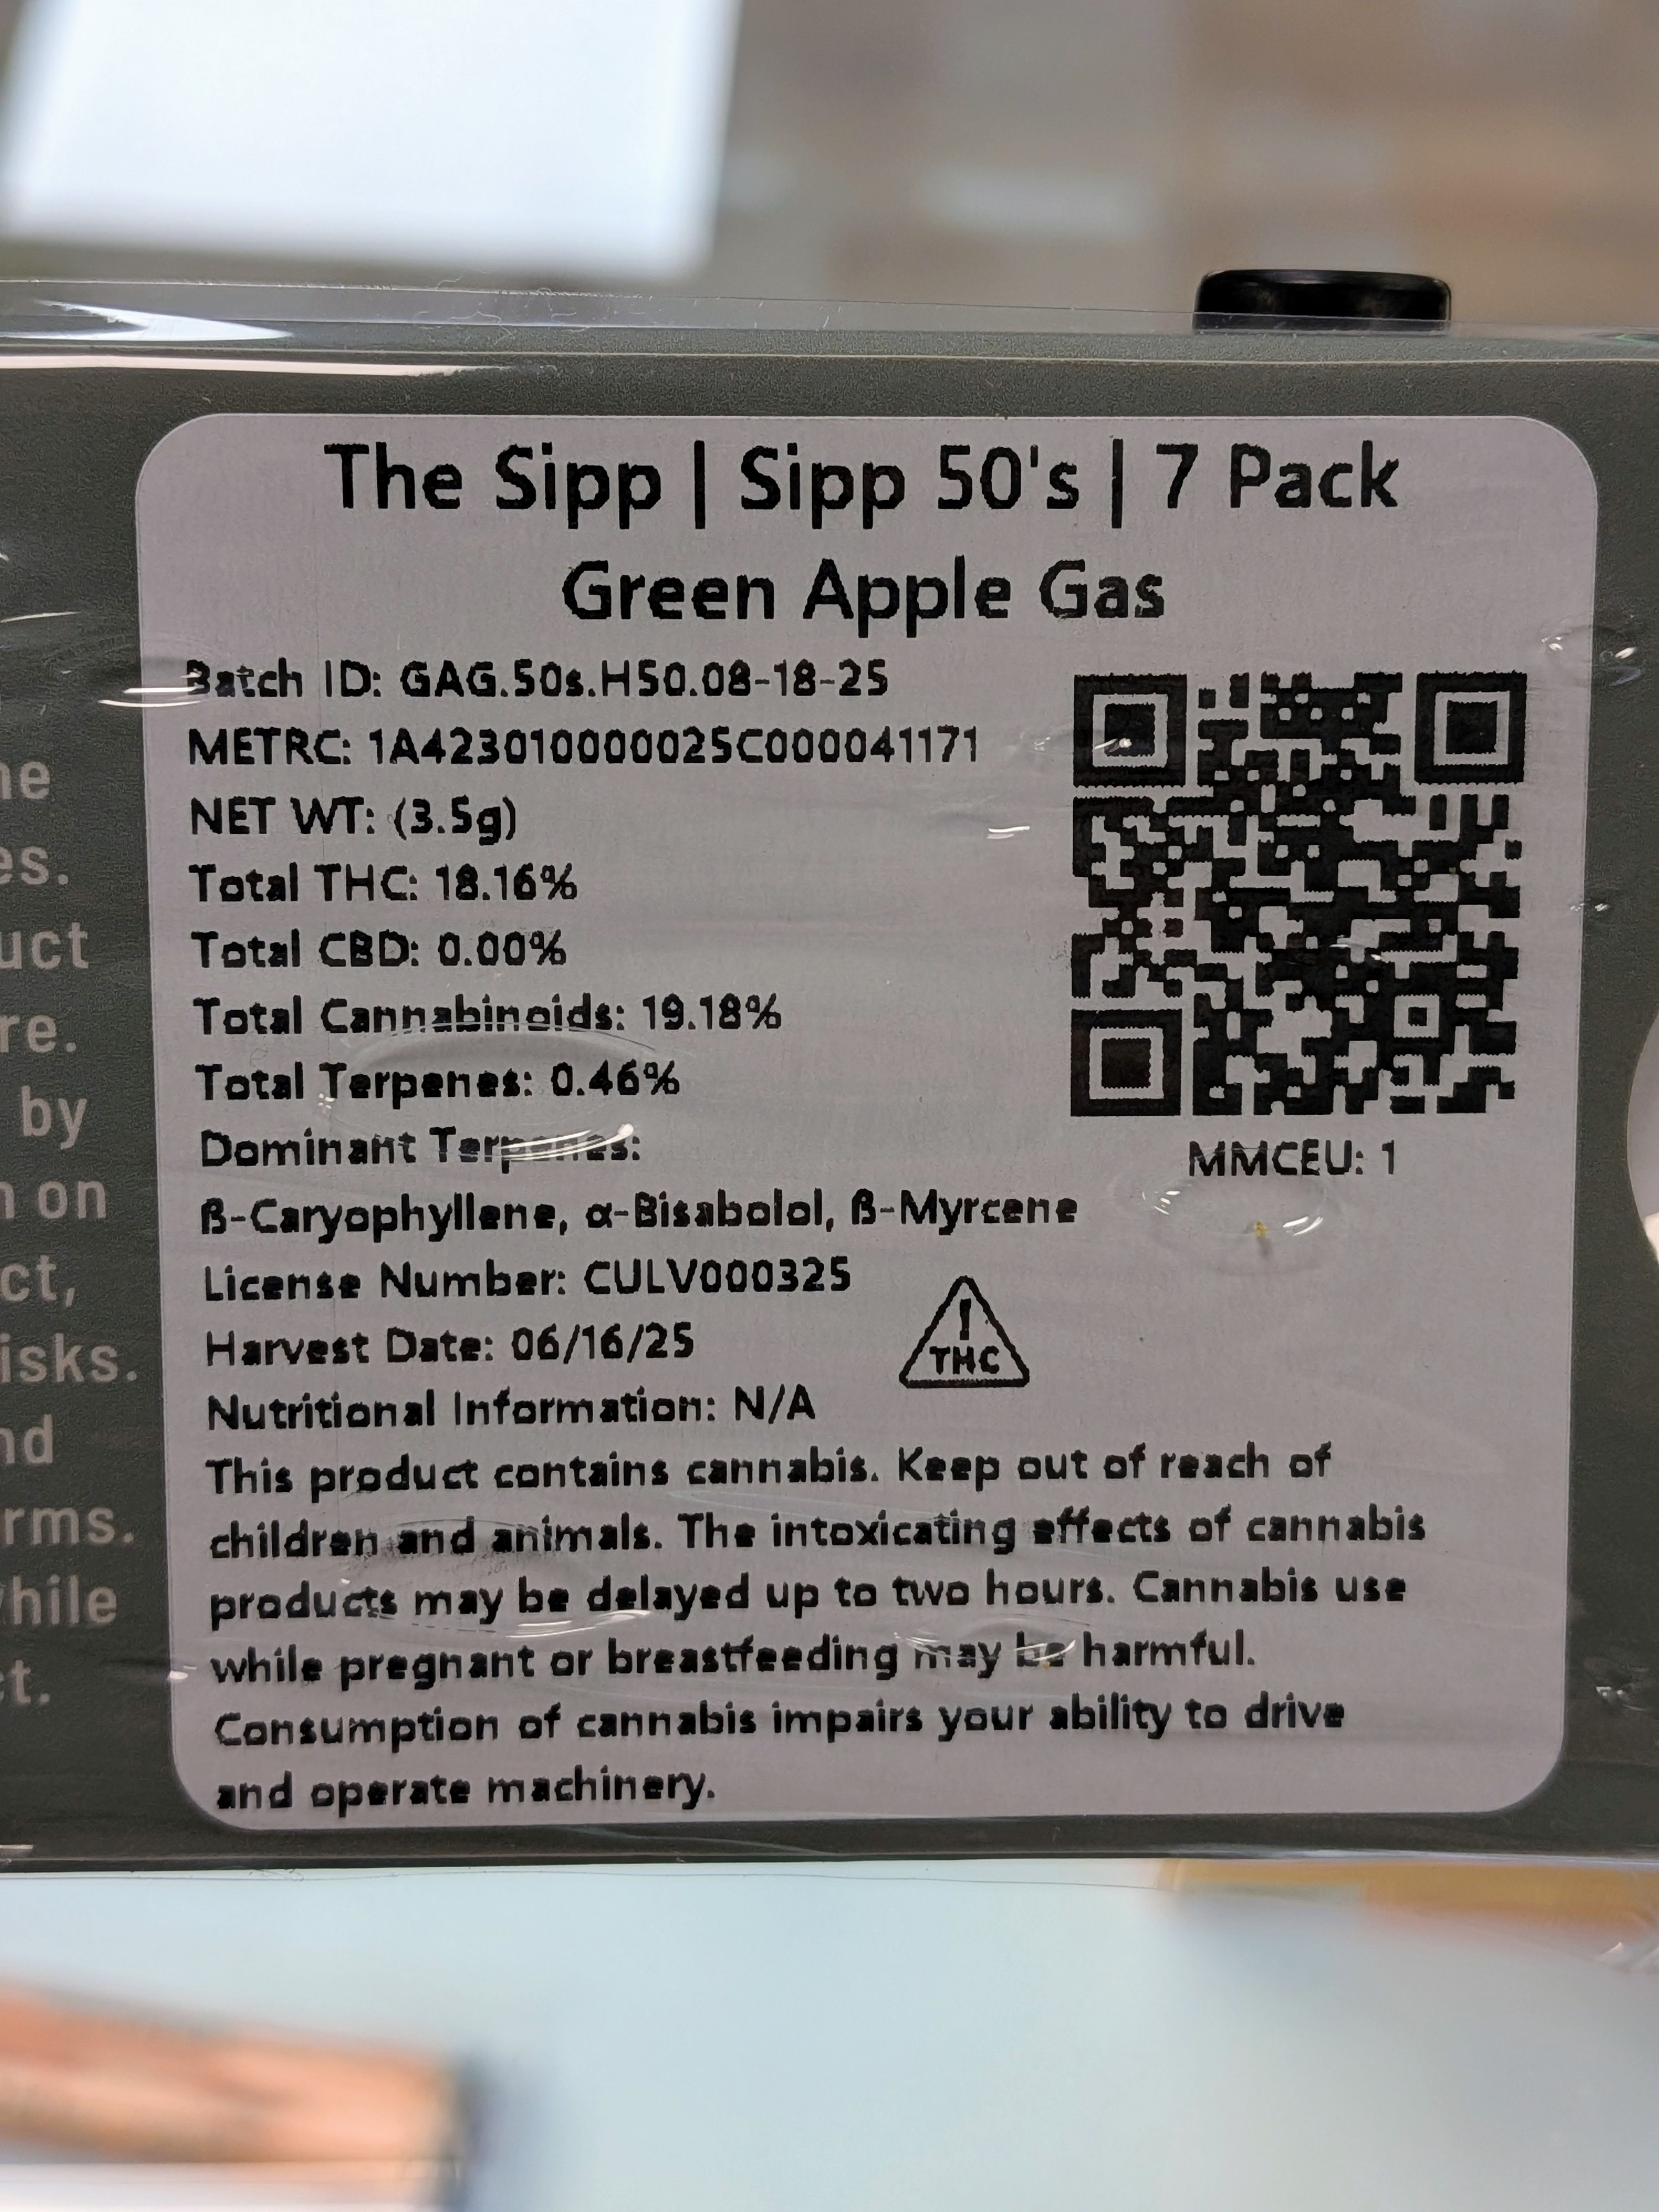 The Sipp | Sipp 50's | 7 Pack
Green Apple Gas
Batch ID: GAG.50s.H50.08-18-25
METRC: 1A423010000025C000041171
NET WT: (3.5g)
Total THC: 18.16%
Total CBD: 0.00%
Total Cannabinoids: 19.18%
Total Terpenes: 0.46%
Dominant Terpenes:
ß-Caryophyllene, α-Bisabolol, ß-Myrcene
License Number: CULV000325
Harvest Date: 06/16/25
Nutritional Information: N/A
This product contains cannabis. Keep out of reach of
children and animals. The intoxicating effects of cannabis
products may be delayed up to two hours. Cannabis use
while pregnant or breastfeeding may be harmful.
Consumption of cannabis impairs your ability to drive
and operate machinery.
MMCEU: 1
!
THC
by
on